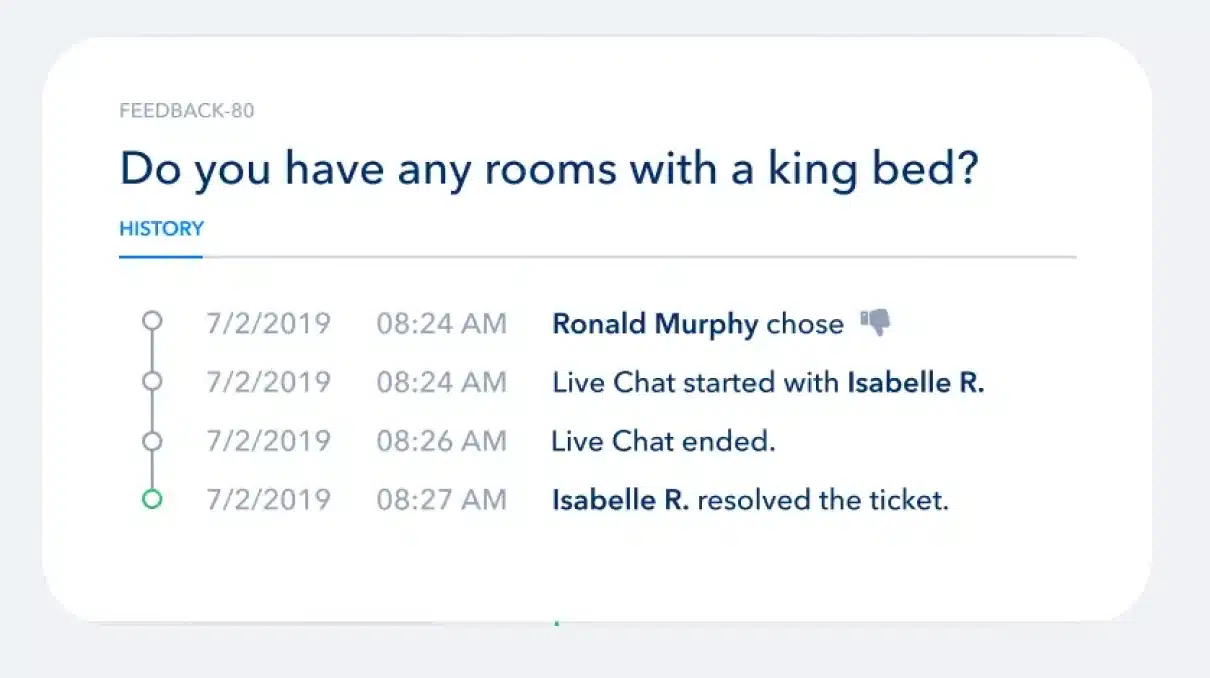 FEEDBACK-80
Do you have any rooms with a king bed?
HISTORY
7/2/2019 08:24 AM Ronald Murphy chose
7/2/2019 08:24 AM Live Chat started with Isabelle R.
7/2/2019 08:26 AM Live Chat ended.
7/2/2019 08:27 AM Isabelle R. resolved the ticket.